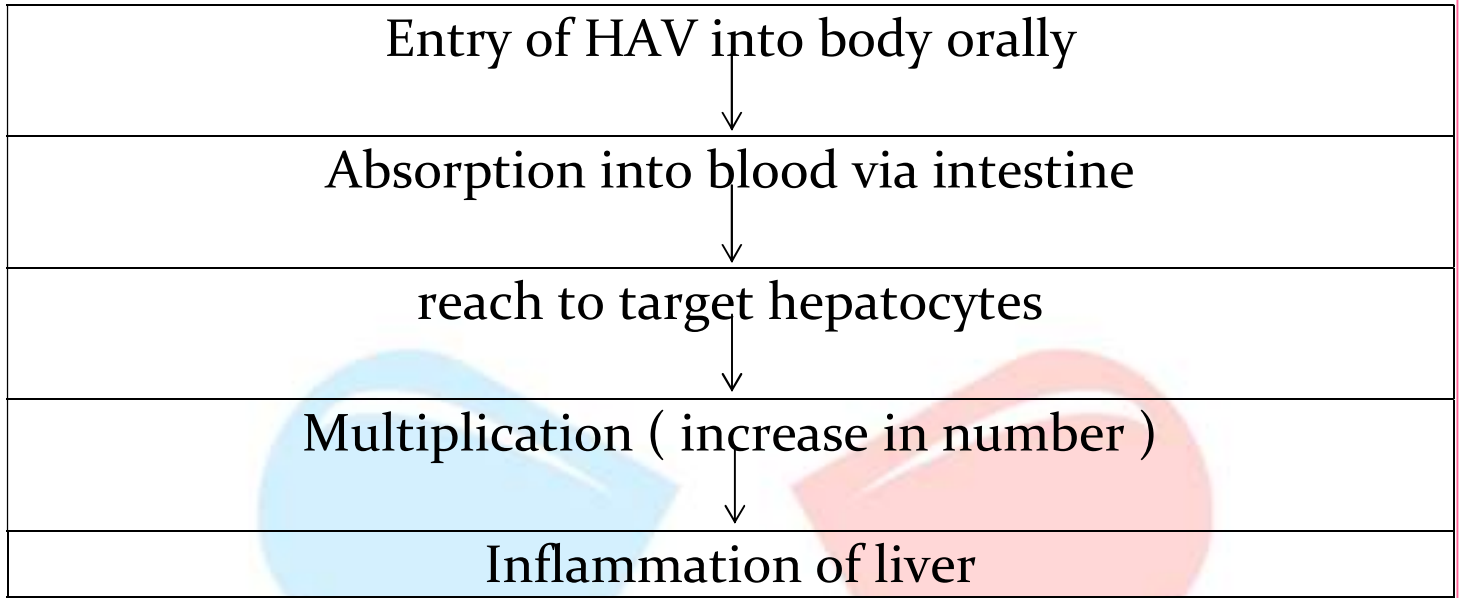 Entry of HAV into body orally
Absorption into blood via intestine
reach to target hepatocytes
Multiplication ( increase in number )
Inflammation of liver